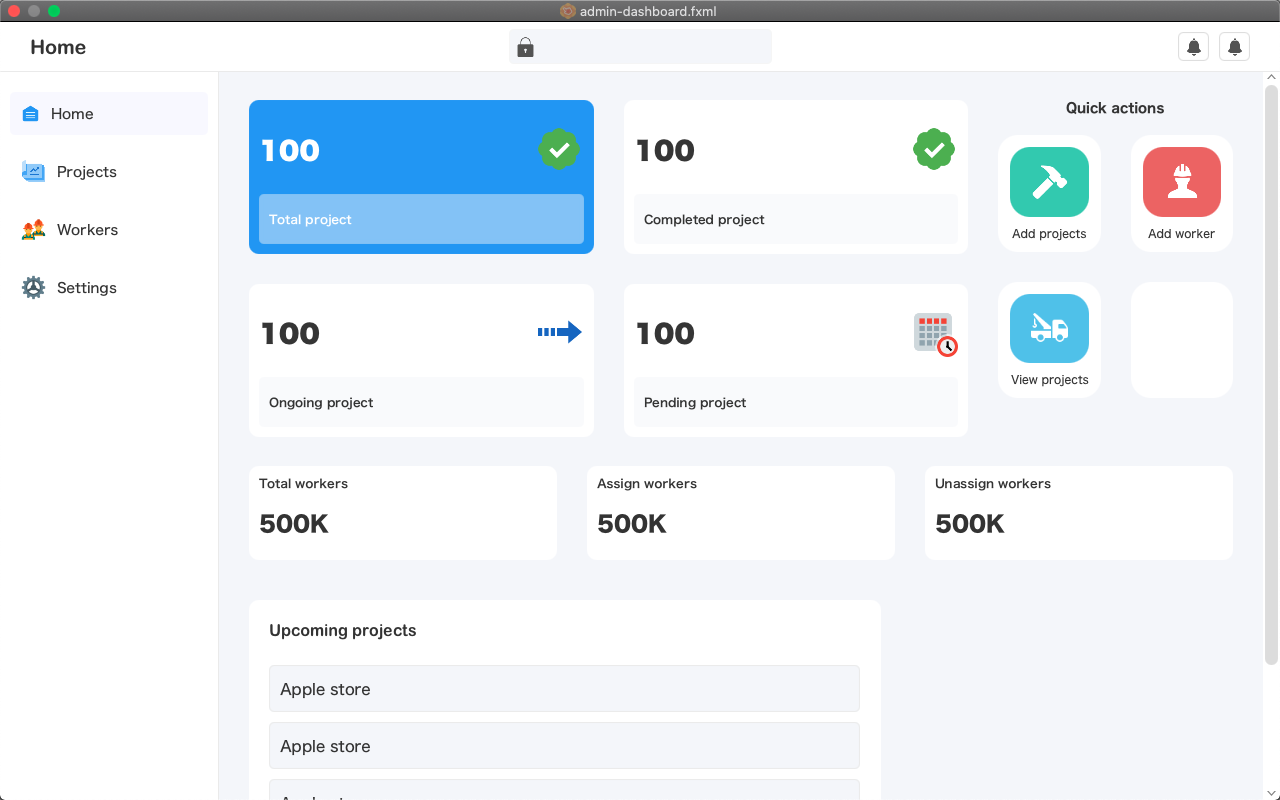 admin-dashboard.fxml
Home
Home
Projects
Workers
Settings
100
Total project
100
Completed project
100
Ongoing project
100
Pending project
Quick actions
Add projects
Add worker
View projects
Total workers
500K
Assign workers
500K
Unassign workers
500K
Upcoming projects
Apple store
Apple store